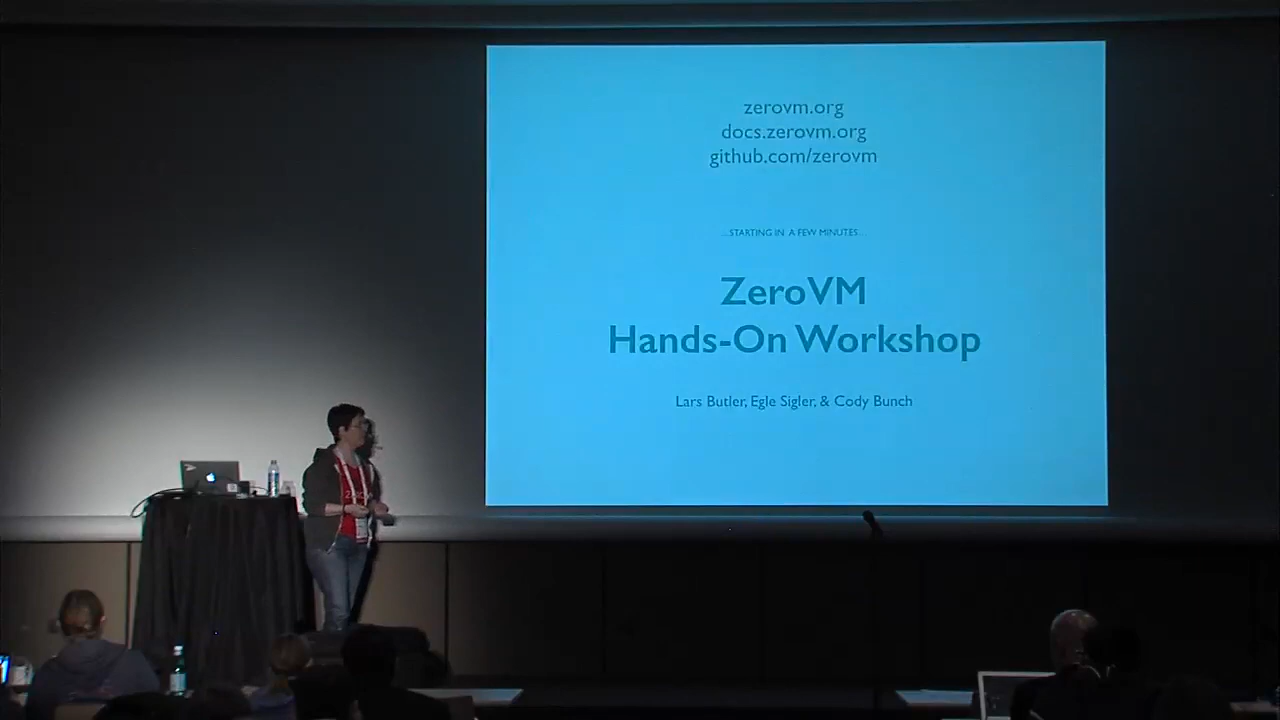 zerovm.org
docs.zerovm.org
github.com/zerovm
...STARTING IN A FEW MINUTES...
ZeroVM
Hands-On Workshop
Lars Butler, Egle Sigler, & Cody Bunch